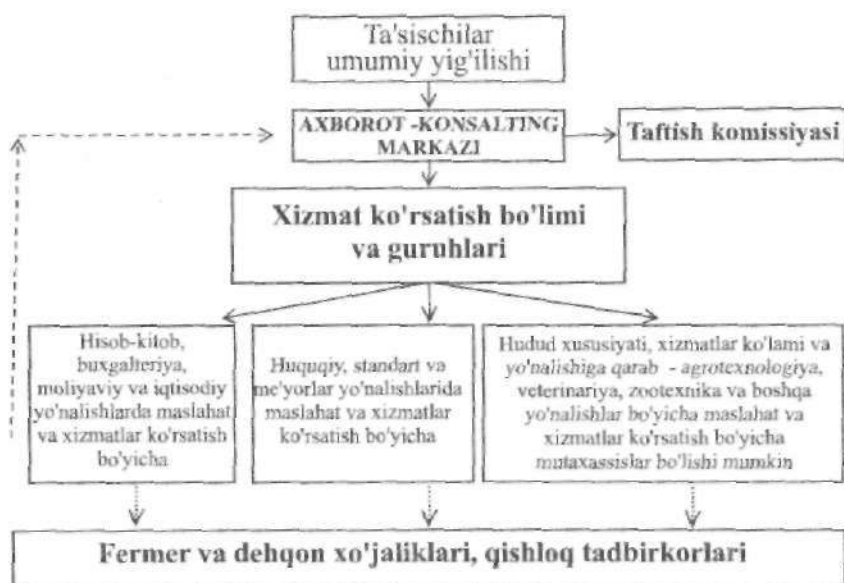 Ta'sischilar
umumiy yig'ilishi
AXBOROT -KONSALTING
MARKAZI
Taftish komissiyasi
Xizmat ko'rsatish bo'limi
va guruhlari
Hisob-kitob,
buxgalteriya,
moliyaviy va iqtisodiy
yo'nalishlarda maslahat
va xizmatlar ko'rsatish
bo'yicha
Huquqiy, standart va
me'yorlar yo'nalishlarida
maslahat va xizmatlar
ko'rsatish bo'yicha
Hudud xususiyati, xizmatlar ko'lami va
yo'nalishiga qarab - agrotexnologiya,
veterinariya, zootexnika va boshqa
yo'nalishlar bo'yicha maslahat va
xizmatlar ko'rsatish bo'yicha
mutaxassislar bo'lishi mumkin
Fermer va dehqon xo'jaliklari, qishloq tadbirkorlari